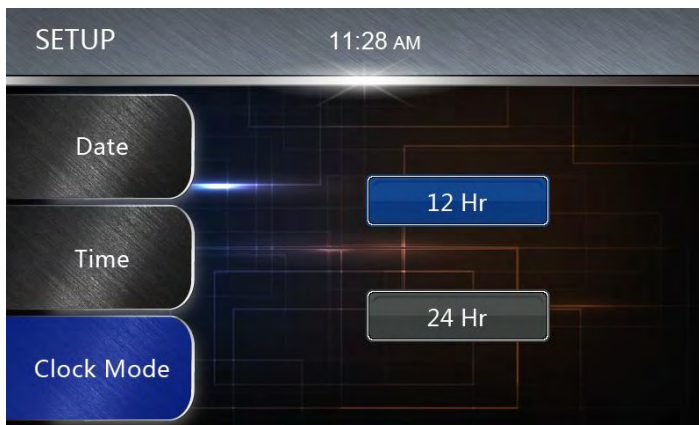 SETUP
11:28 AM
Date
Time
Clock Mode
12 Hr
24 Hr